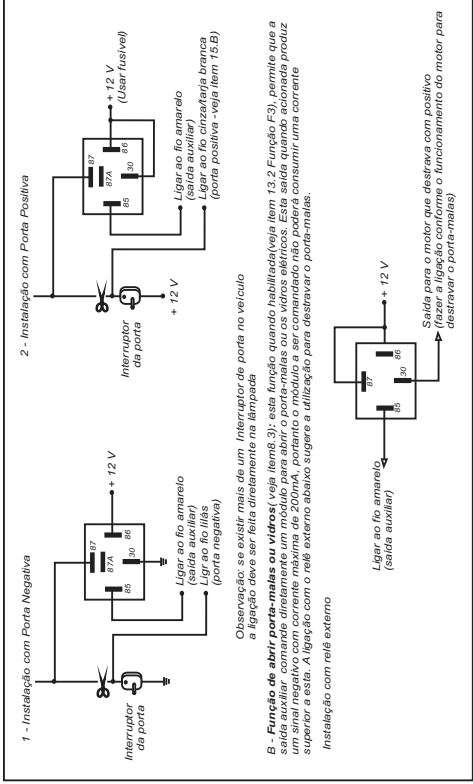 1 - Instalação com Porta Negativa
Interruptor
da porta
87
87A
85
86
30
+ 12 V
Ligar ao fio amarelo
(saída auxiliar)
Ligr ao fio lilás
(porta negativa)
2 - Instalação com Porta Positiva
Interruptor
da porta
+ 12 V
87
87A
85
86
30
+ 12 V
(Usar fusível)
Ligar ao fio amarelo
(saída auxiliar)
Ligar ao fio cinza/tarja branca
(porta positiva -veja item 15.B)
Observação: se existir mais de um Interruptor de porta no veículo
a ligação deve ser feita diretamente na lâmpada
B - Função de abrir porta-malas ou vidros( veja item8.3): esta função quando habilitada(veja item 13.2 Função F3), permite que a
saída auxiliar comande diretamente um módulo para abrir o porta-malas ou os vidros elétricos. Esta saída quando acionada produz
um sinal negativo com corrente máxima de 200mA, portanto o módulo a ser comandado não poderá consumir uma corrente
superior a esta. A ligação com o relé externo abaixo sugere a utilização para destravar o porta-malas.
Instalação com relé externo
Ligar ao fio amarelo
(saída auxiliar)
87
85
86
30
+ 12 V
Saída para o motor que destrava com positivo
(fazer a ligação conforme o funcionamento do motor para
destravar o porta-malas)